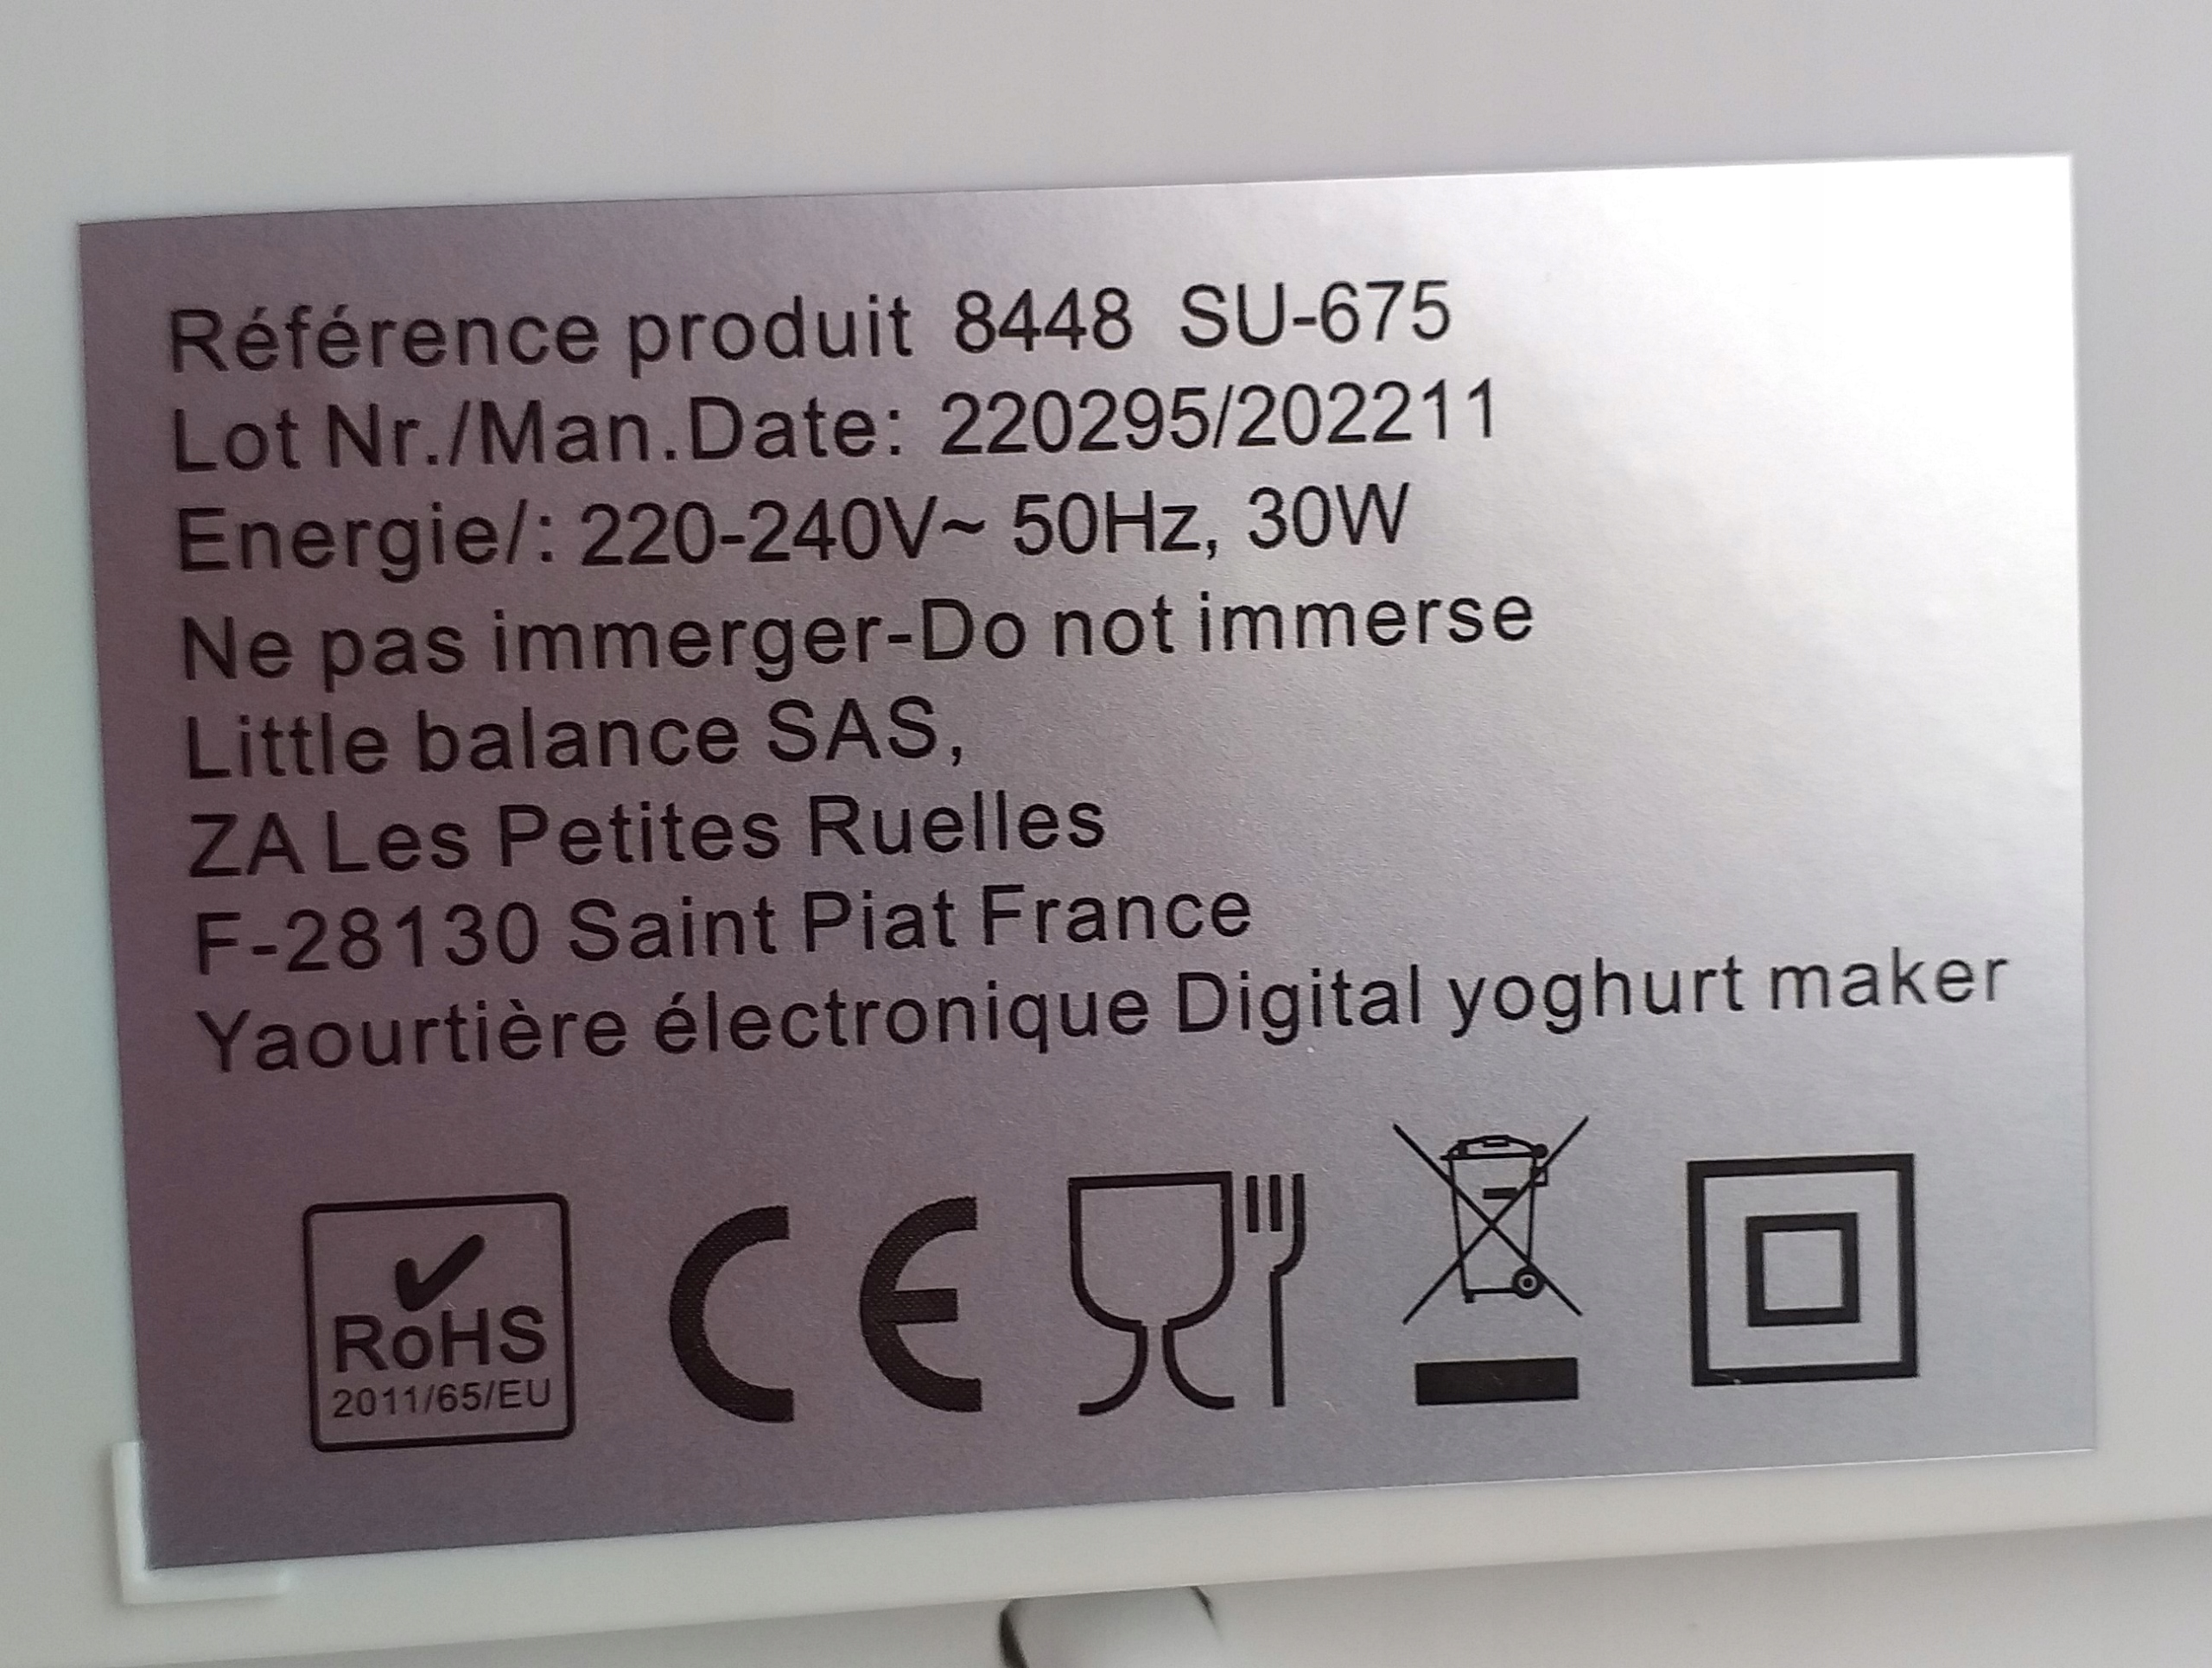 Référence produit 8448 SU-675
Lot Nr./Man.Date: 220295/202211
Energie/: 220-240V~ 50Hz, 30W
Ne pas immerger-Do not immerse
Little balance SAS,
ZA Les Petites Ruelles
F-28130 Saint Piat France
Yaourtière électronique Digital yoghurt maker
RoHS
2011/65/EU
CE